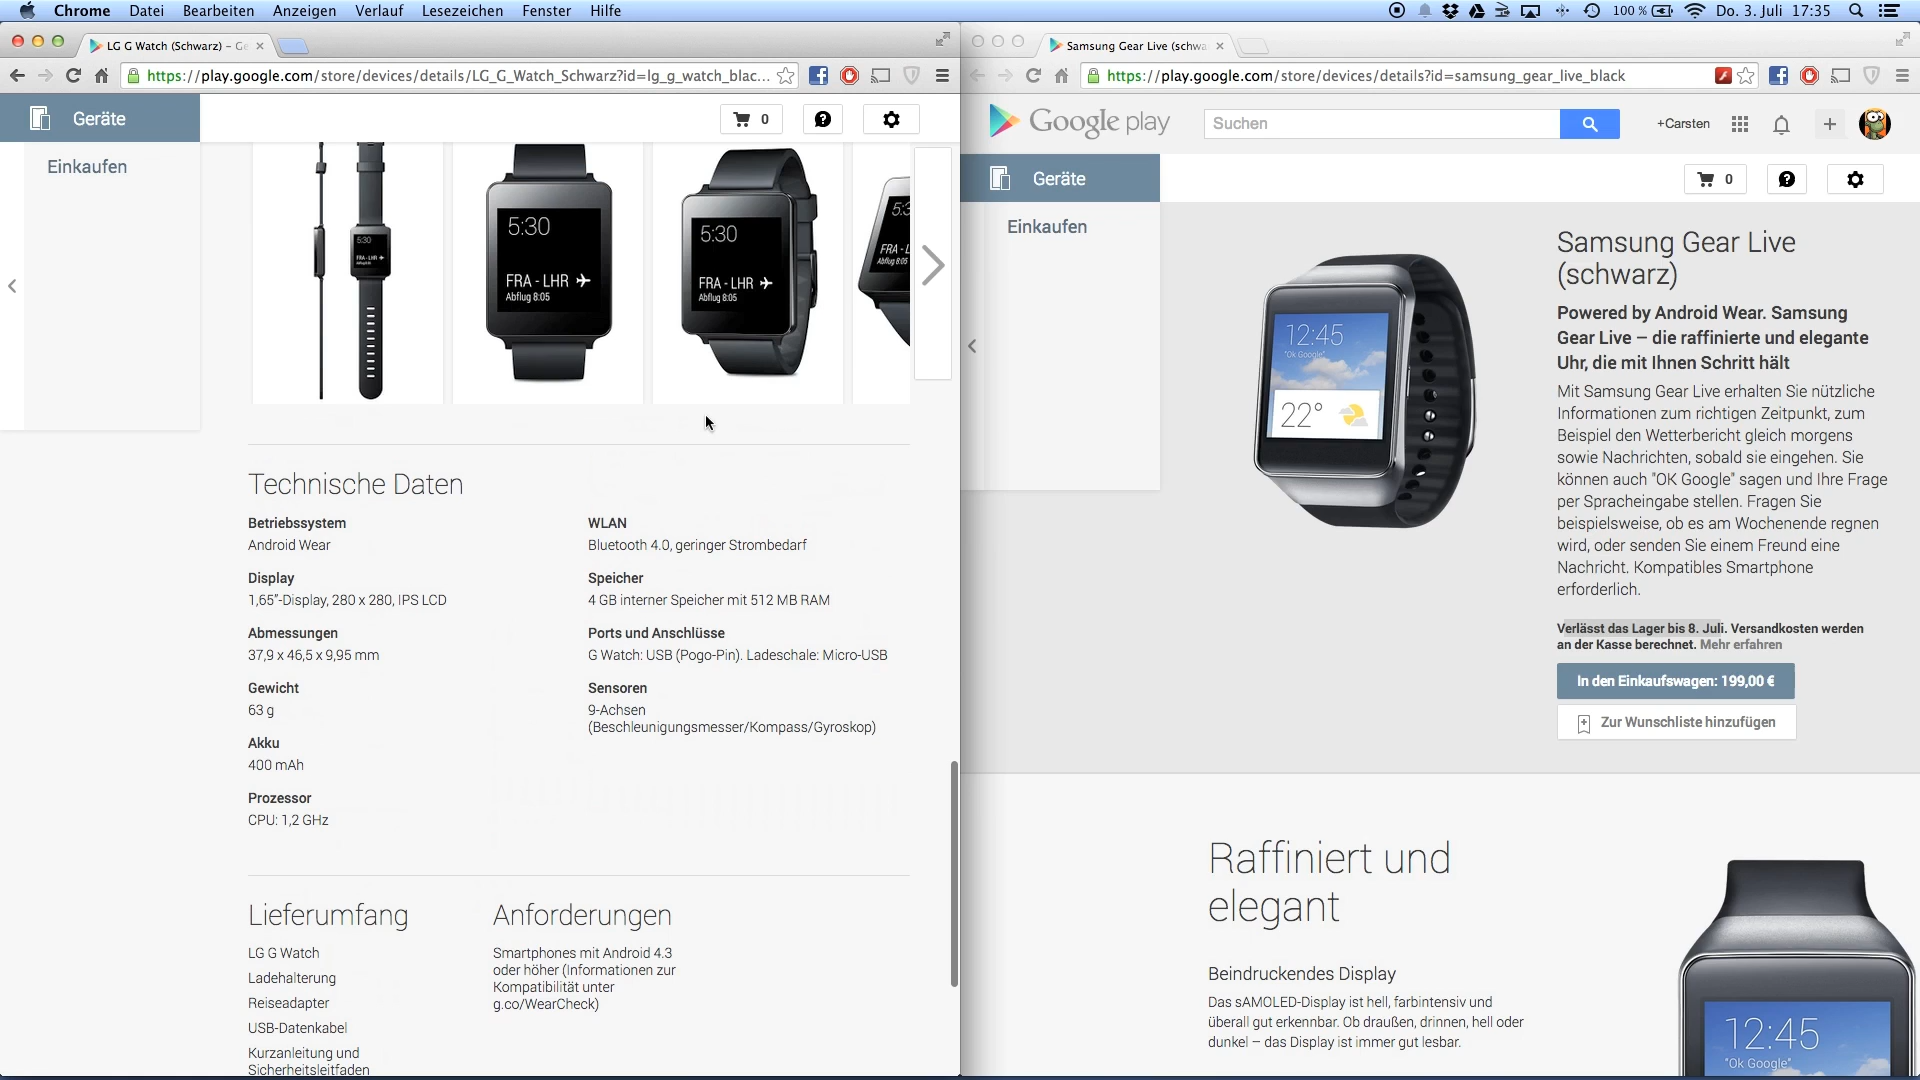 Chrome Datei Bearbeiten Anzeigen Verlauf Lesezeichen Fenster Hilfe
100 % Do. 3. Juli 17:35
LG G Watch (Schwarz) – Ge
https://play.google.com/store/devices/details/LG_G_Watch_Schwarz?id=lg_g_watch_blac...
Geräte
0
Einkaufen
5:30
FRA - LHR
5:30
FRA - LHR
Abflug 8:05
5:30
FRA - LHR
Abflug 8:05
5:3
FRA - L
Abflug 8:05
Technische Daten
Betriebssystem
Android Wear
Display
1,65”-Display, 280 x 280, IPS LCD
Abmessungen
37,9 x 46,5 x 9,95 mm
Gewicht
63 g
Akku
400 mAh
Prozessor
CPU: 1,2 GHz
WLAN
Bluetooth 4.0, geringer Strombedarf
Speicher
4 GB interner Speicher mit 512 MB RAM
Ports und Anschlüsse
G Watch: USB (Pogo-Pin). Ladeschale: Micro-USB
Sensoren
9-Achsen
(Beschleunigungsmesser/Kompass/Gyroskop)
Lieferumfang
LG G Watch
Ladehalterung
Reiseadapter
USB-Datenkabel
Kurzanleitung und
Sicherheitsleitfaden
Anforderungen
Smartphones mit Android 4.3
oder höher (Informationen zur
Kompatibilität unter
g.co/WearCheck)
Samsung Gear Live (schwa
https://play.google.com/store/devices/details?id=samsung_gear_live_black
Google play
Suchen
+Carsten
Geräte
0
Einkaufen
12:45
"Ok Google"
22°
Samsung Gear Live
(schwarz)
Powered by Android Wear. Samsung
Gear Live – die raffinierte und elegante
Uhr, die mit Ihnen Schritt hält
Mit Samsung Gear Live erhalten Sie nützliche
Informationen zum richtigen Zeitpunkt, zum
Beispiel den Wetterbericht gleich morgens
sowie Nachrichten, sobald sie eingehen. Sie
können auch "OK Google" sagen und Ihre Frage
per Spracheingabe stellen. Fragen Sie
beispielsweise, ob es am Wochenende regnen
wird, oder senden Sie einem Freund eine
Nachricht. Kompatibles Smartphone
erforderlich.
Verlässt das Lager bis 8. Juli. Versandkosten werden
an der Kasse berechnet. Mehr erfahren
In den Einkaufswagen: 199,00 €
Zur Wunschliste hinzufügen
Raffiniert und
elegant
Beindruckendes Display
Das sAMOLED-Display ist hell, farbintensiv und
überall gut erkennbar. Ob draußen, drinnen, hell oder
dunkel – das Display ist immer gut lesbar.
12:45
"Ok Google"